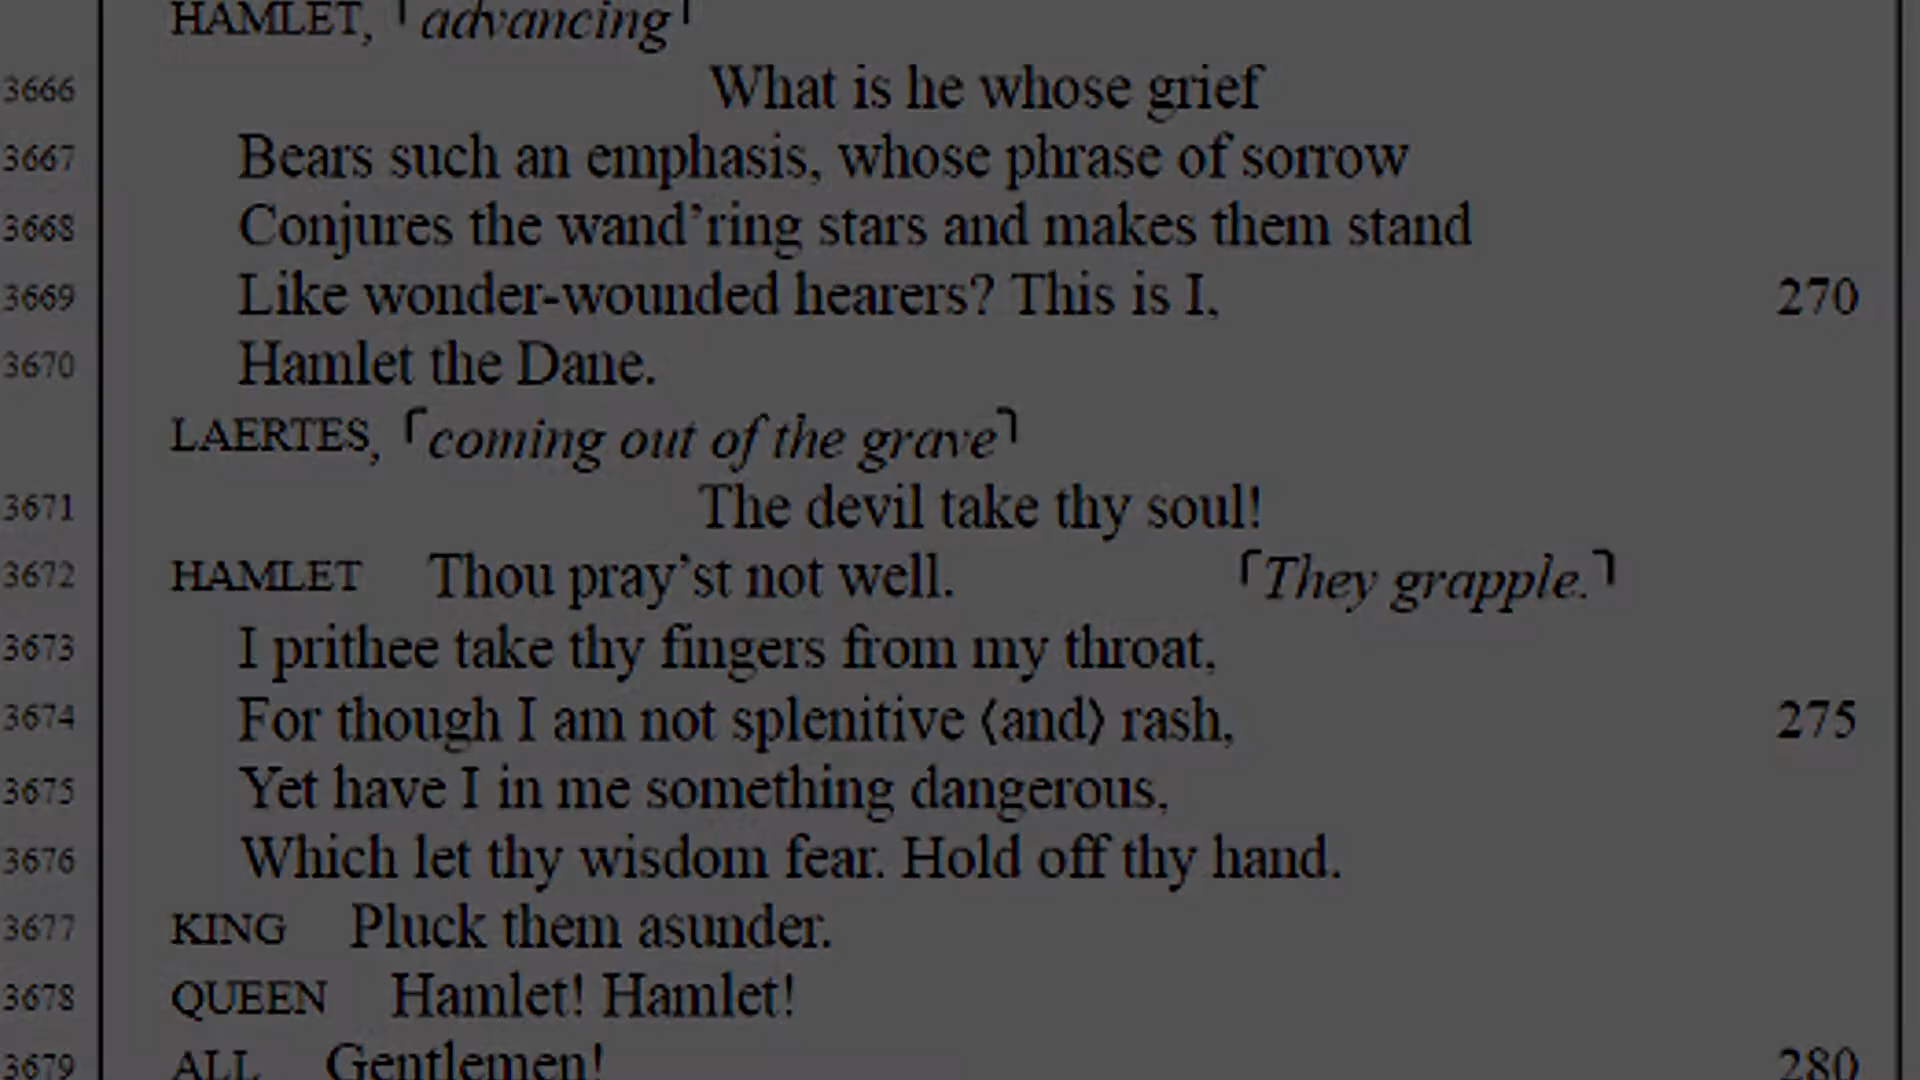 HAMLET, ⌜advancing⌝
3666 What is he whose grief
3667 Bears such an emphasis, whose phrase of sorrow
3668 Conjures the wand’ring stars and makes them stand
3669 Like wonder-wounded hearers? This is I, 270
3670 Hamlet the Dane.
LAERTES, ⌜coming out of the grave⌝
3671 The devil take thy soul!
3672 HAMLET Thou pray’st not well. ⌜They grapple.⌝
3673 I prithee take thy fingers from my throat,
3674 For though I am not splenitive ⟨and⟩ rash, 275
3675 Yet have I in me something dangerous,
3676 Which let thy wisdom fear. Hold off thy hand.
3677 KING Pluck them asunder.
3678 QUEEN Hamlet! Hamlet!
3679 ALL Gentlemen! 280